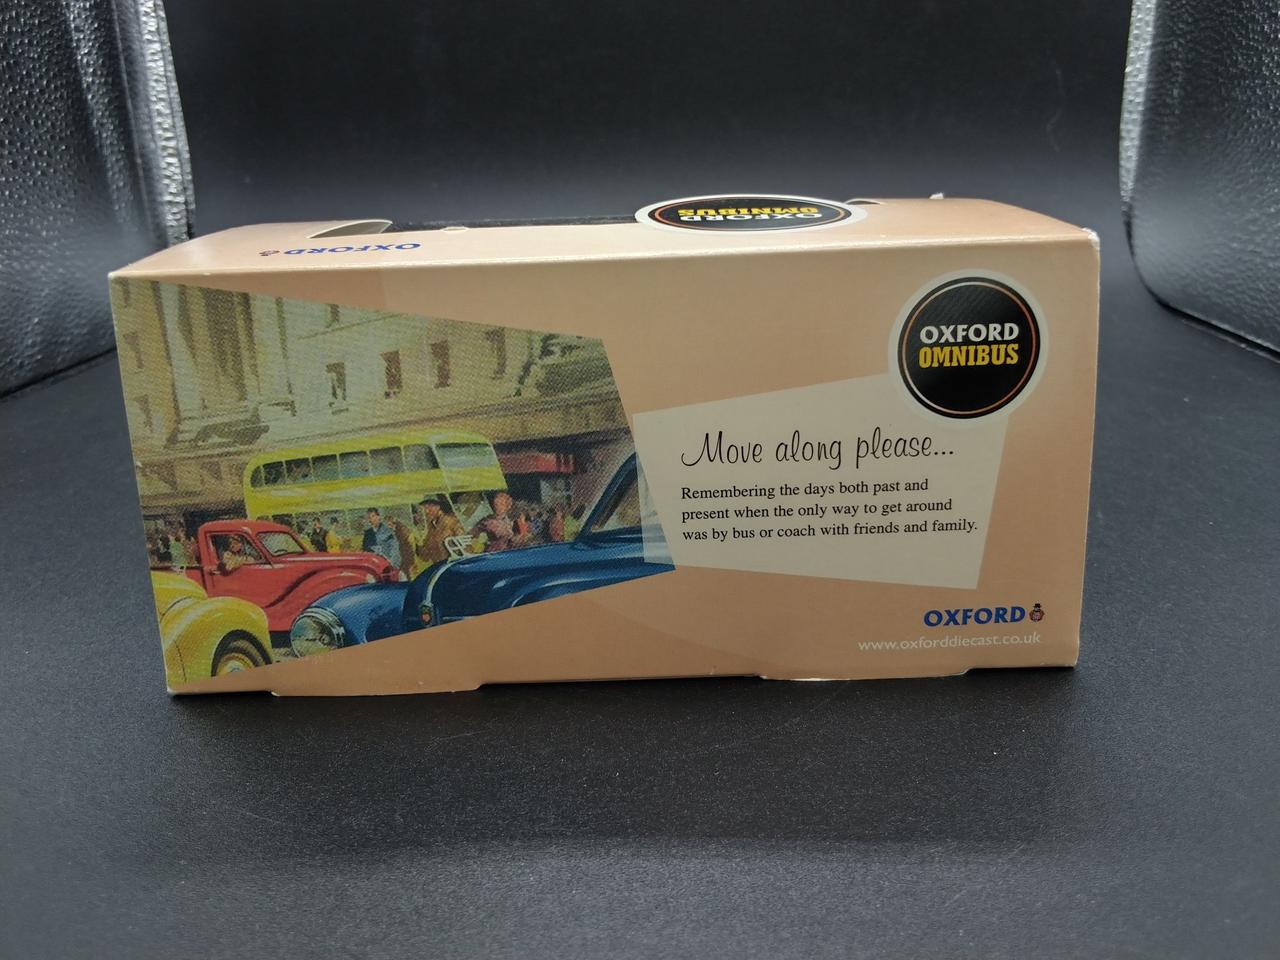 OXFORD
OMNIBUS
OXFORD
OXFORD
OMNIBUS
Move along please...
Remembering the days both past and
present when the only way to get around
was by bus or coach with friends and family.
OXFORD
www.oxforddiecast.co.uk